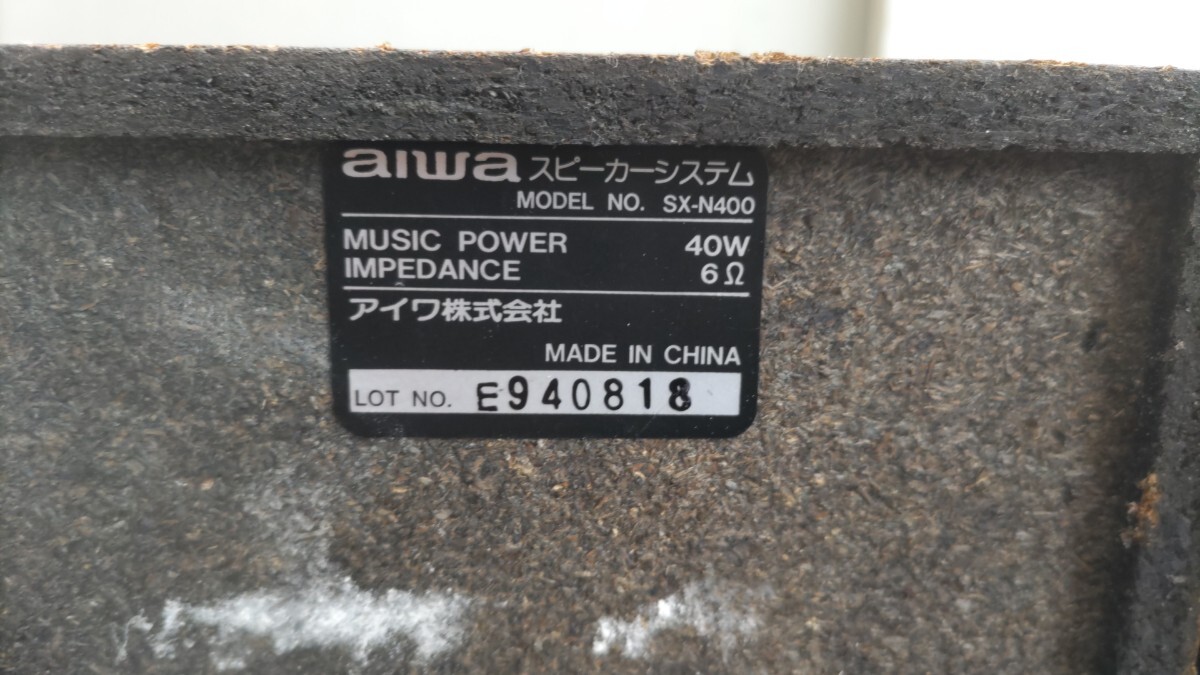 aiwa スピーカーシステム
MODEL NO. SX-N400
MUSIC POWER 40W
IMPEDANCE 6Ω
アイワ株式会社
MADE IN CHINA
LOT NO. E940818